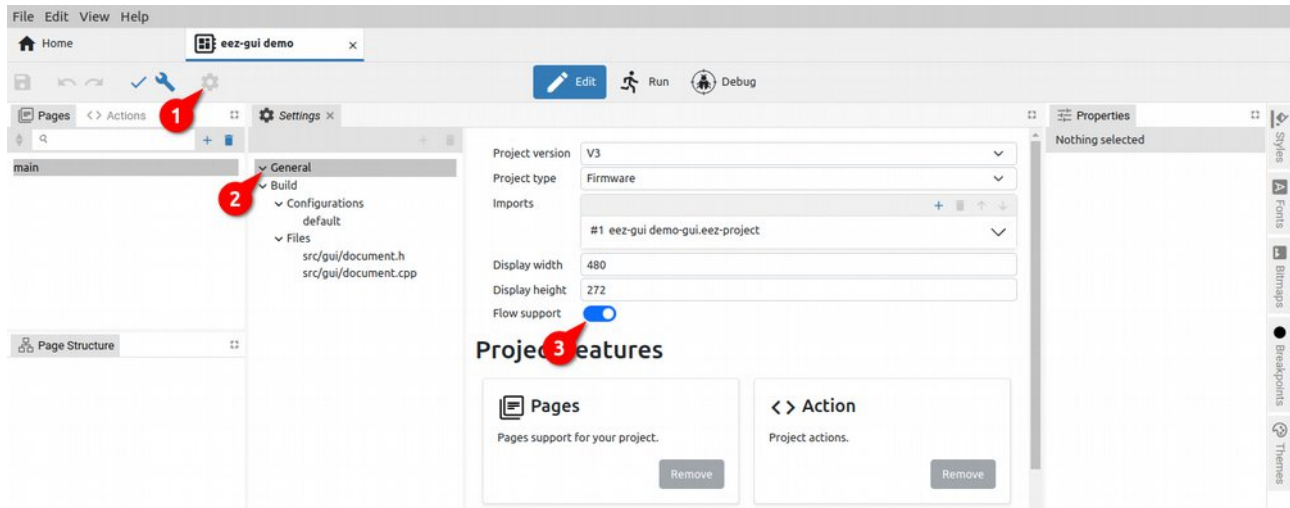 File Edit View Help
Home eez-gui demo ×
Edit Run Debug
1
Pages <> Actions
Settings ×
Properties
Nothing selected
main
General
2
Build
Configurations
default
Files
src/gui/document.h
src/gui/document.cpp
Project version V3
Project type Firmware
Imports
#1 eez-gui demo-gui.eez-project
Display width 480
Display height 272
Flow support
3
Page Structure
Project Features
Pages
Pages support for your project.
Remove
<> Action
Project actions.
Remove
Styles
Fonts
Bitmaps
Breakpoints
Themes